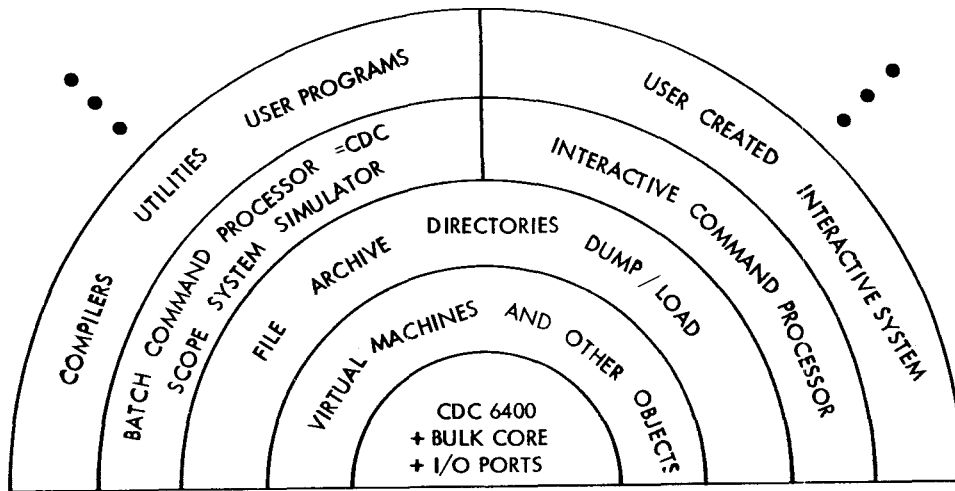 COMPILERS UTILITIES USER PROGRAMS
USER CREATED INTERACTIVE SYSTEM
BATCH COMMAND PROCESSOR =CDC
SCOPE SYSTEM SIMULATOR
INTERACTIVE COMMAND PROCESSOR
FILE ARCHIVE DIRECTORIES DUMP/LOAD
VIRTUAL MACHINES AND OTHER OBJECTS
CDC 6400
+ BULK CORE
+ I/O PORTS